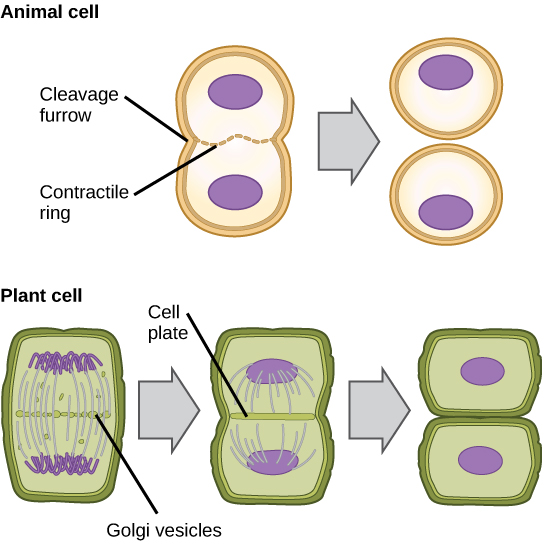 Animal cell
Cleavage
furrow
Contractile
ring
Plant cell
Cell
plate
Golgi vesicles